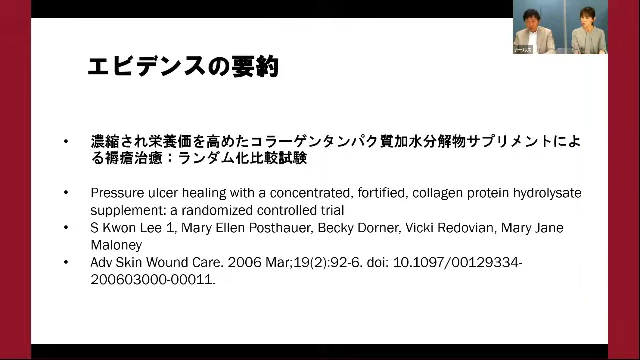 エビデンスの要約
• 濃縮され栄養価を高めたコラーゲンタンパク質加水分解物サプリメントによ
る褥瘡治癒：ランダム化比較試験
• Pressure ulcer healing with a concentrated, fortified, collagen protein hydrolysate
supplement: a randomized controlled trial
• S Kwon Lee 1, Mary Ellen Posthauer, Becky Dorner, Vicki Redovian, Mary Jane
Maloney
• Adv Skin Wound Care. 2006 Mar;19(2):92-6. doi: 10.1097/00129334-
200603000-00011.